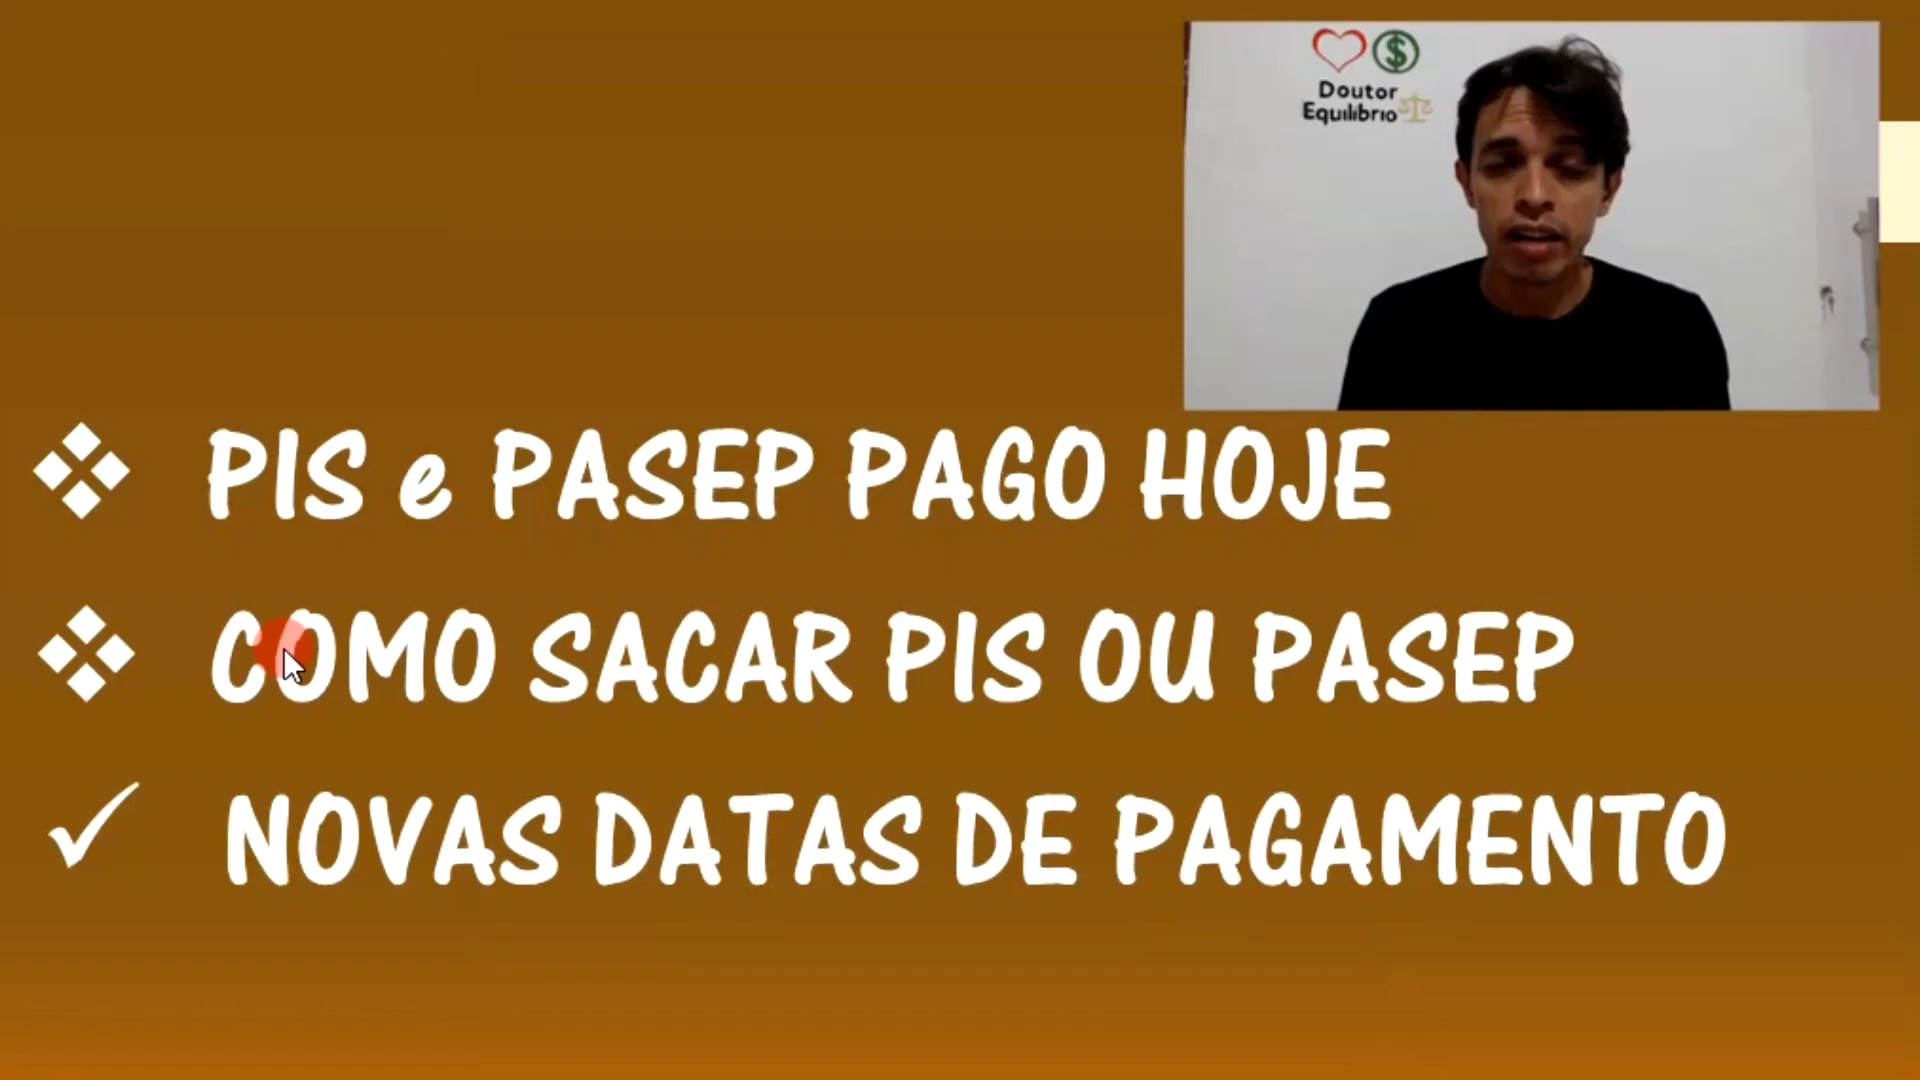 Doutor
Equilíbrio
PIS e PASEP PAGO HOJE
COMO SACAR PIS OU PASEP
NOVAS DATAS DE PAGAMENTO